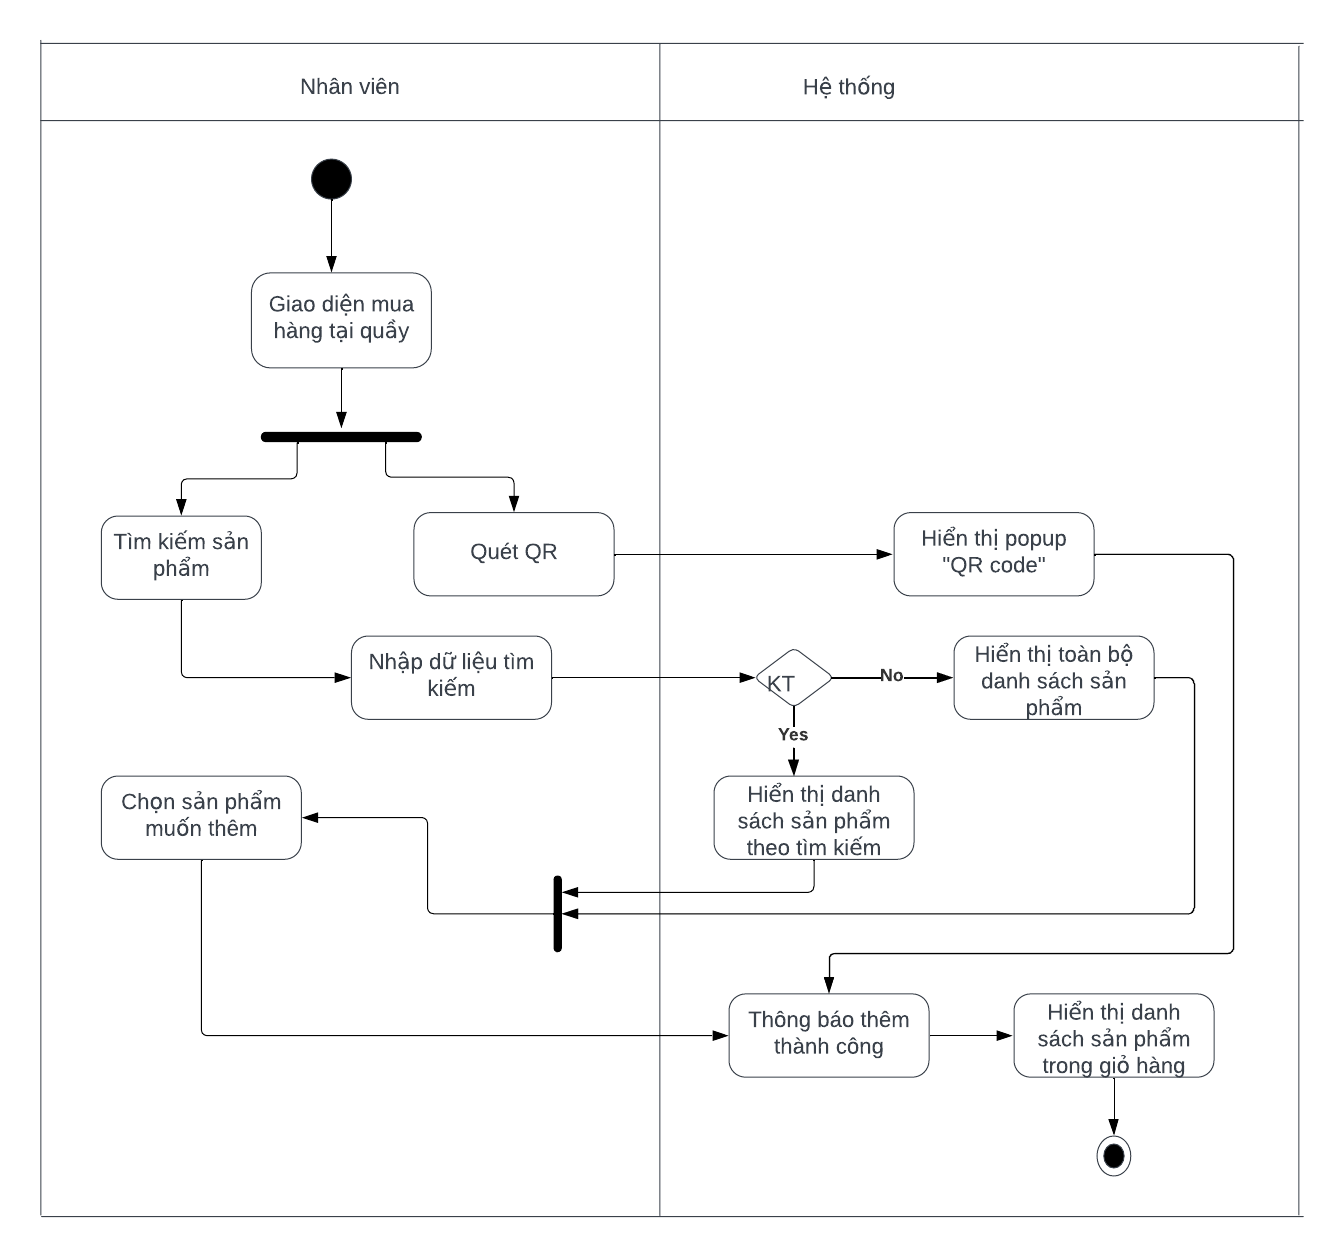 Nhân viên
Hệ thống
Giao diện mua
hàng tại quầy
Tìm kiếm sản
phẩm
Quét QR
Hiển thị popup
"QR code"
Nhập dữ liệu tìm
kiếm
KT
No
Hiển thị toàn bộ
danh sách sản
phẩm
Yes
Chọn sản phẩm
muốn thêm
Hiển thị danh
sách sản phẩm
theo tìm kiếm
Thông báo thêm
thành công
Hiển thị danh
sách sản phẩm
trong giỏ hàng